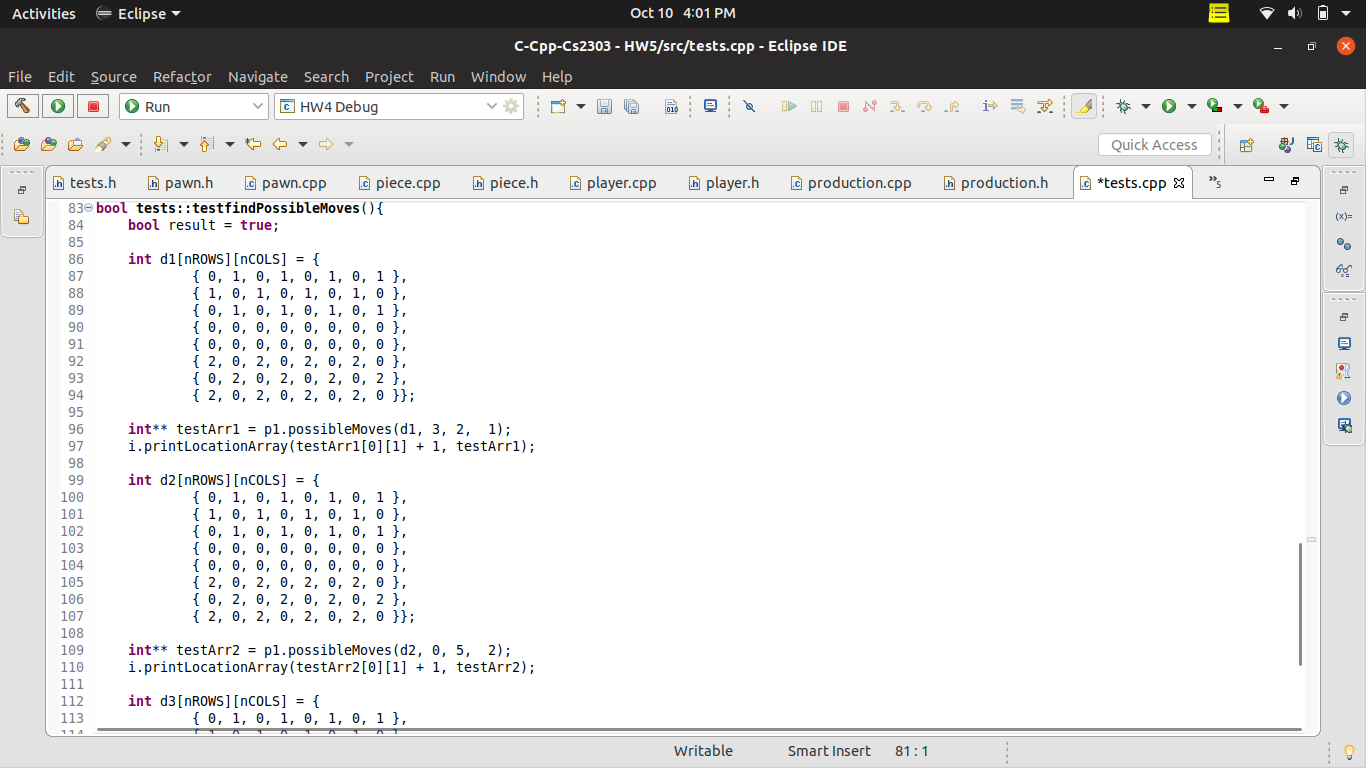 Activities Eclipse Oct 10 4:01 PM
C-Cpp-Cs2303 - HW5/src/tests.cpp - Eclipse IDE
File Edit Source Refactor Navigate Search Project Run Window Help
Run HW4 Debug
Quick Access
tests.h pawn.h pawn.cpp piece.cpp piece.h player.cpp player.h production.cpp production.h *tests.cpp »5
83 bool tests::testfindPossibleMoves(){
84 bool result = true;
85
86 int d1[nROWS][nCOLS] = {
87 { 0, 1, 0, 1, 0, 1, 0, 1 },
88 { 1, 0, 1, 0, 1, 0, 1, 0 },
89 { 0, 1, 0, 1, 0, 1, 0, 1 },
90 { 0, 0, 0, 0, 0, 0, 0, 0 },
91 { 0, 0, 0, 0, 0, 0, 0, 0 },
92 { 2, 0, 2, 0, 2, 0, 2, 0 },
93 { 0, 2, 0, 2, 0, 2, 0, 2 },
94 { 2, 0, 2, 0, 2, 0, 2, 0 }};
95
96 int** testArr1 = p1.possibleMoves(d1, 3, 2,  1);
97 i.printLocationArray(testArr1[0][1] + 1, testArr1);
98
99 int d2[nROWS][nCOLS] = {
100 { 0, 1, 0, 1, 0, 1, 0, 1 },
101 { 1, 0, 1, 0, 1, 0, 1, 0 },
102 { 0, 1, 0, 1, 0, 1, 0, 1 },
103 { 0, 0, 0, 0, 0, 0, 0, 0 },
104 { 0, 0, 0, 0, 0, 0, 0, 0 },
105 { 2, 0, 2, 0, 2, 0, 2, 0 },
106 { 0, 2, 0, 2, 0, 2, 0, 2 },
107 { 2, 0, 2, 0, 2, 0, 2, 0 }};
108
109 int** testArr2 = p1.possibleMoves(d2, 0, 5,  2);
110 i.printLocationArray(testArr2[0][1] + 1, testArr2);
111
112 int d3[nROWS][nCOLS] = {
113 { 0, 1, 0, 1, 0, 1, 0, 1 },
Writable Smart Insert 81 : 1